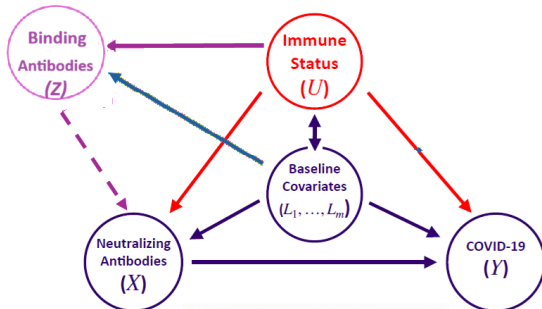 Binding
Antibodies
(Z)
Immune
Status
(U)
Baseline
Covariates
(L₁, …, Lₘ)
Neutralizing
Antibodies
(X)
COVID-19
(Y)